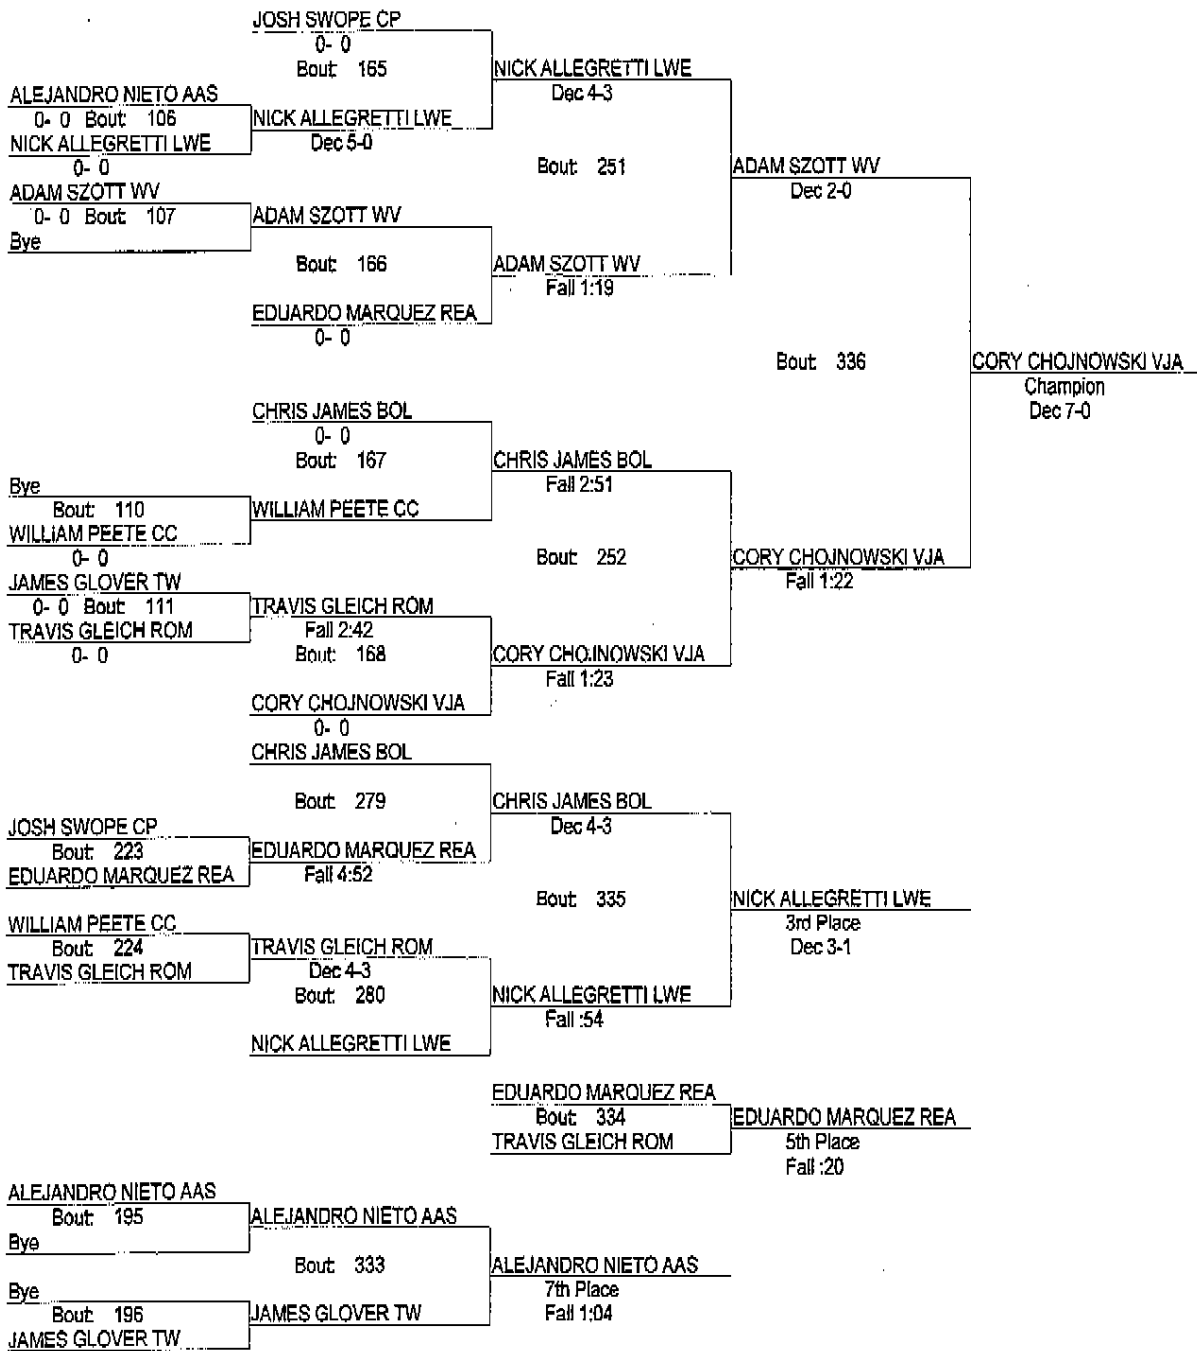 JOSH SWOPE CP
0- 0
Bout: 165
NICK ALLEGRETTI LWE
Dec 4-3
ALEJANDRO NIETO AAS
0- 0 Bout: 106
NICK ALLEGRETTI LWE
0- 0
NICK ALLEGRETTI LWE
Dec 5-0
Bout: 251
ADAM SZOTT WV
Dec 2-0
ADAM SZOTT WV
0- 0 Bout: 107
Bye
ADAM SZOTT WV
Bout: 166
ADAM SZOTT WV
Fall 1:19
EDUARDO MARQUEZ REA
0- 0
Bout: 336
CORY CHOJNOWSKI VJA
Champion
Dec 7-0
CHRIS JAMES BOL
0- 0
Bout: 167
CHRIS JAMES BOL
Fall 2:51
Bye
Bout: 110
WILLIAM PEETE CC
0- 0
WILLIAM PEETE CC
Bout: 252
CORY CHOJNOWSKI VJA
Fall 1:22
JAMES GLOVER TW
0- 0 Bout: 111
TRAVIS GLEICH ROM
0- 0
TRAVIS GLEICH ROM
Fall 2:42
Bout: 168
CORY CHOJNOWSKI VJA
Fall 1:23
CORY CHOJNOWSKI VJA
0- 0
CHRIS JAMES BOL
Bout: 279
CHRIS JAMES BOL
Dec 4-3
JOSH SWOPE CP
Bout: 223
EDUARDO MARQUEZ REA
EDUARDO MARQUEZ REA
Fall 4:52
Bout: 335
NICK ALLEGRETTI LWE
3rd Place
Dec 3-1
WILLIAM PEETE CC
Bout: 224
TRAVIS GLEICH ROM
TRAVIS GLEICH ROM
Dec 4-3
Bout: 280
NICK ALLEGRETTI LWE
Fall :54
NICK ALLEGRETTI LWE
EDUARDO MARQUEZ REA
Bout: 334
TRAVIS GLEICH ROM
EDUARDO MARQUEZ REA
5th Place
Fall :20
ALEJANDRO NIETO AAS
Bout: 195
Bye
ALEJANDRO NIETO AAS
Bout: 333
ALEJANDRO NIETO AAS
7th Place
Fall 1:04
Bye
Bout: 196
JAMES GLOVER TW
JAMES GLOVER TW